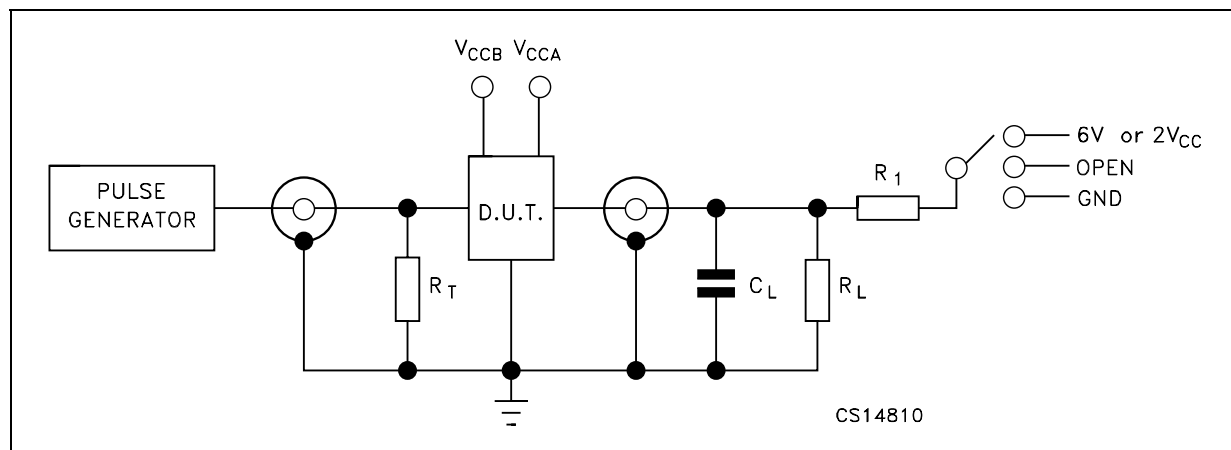 VCCB VCCA
PULSE
GENERATOR
D.U.T.
RT
CL
RL
R1
6V or 2VCC
OPEN
GND
CS14810